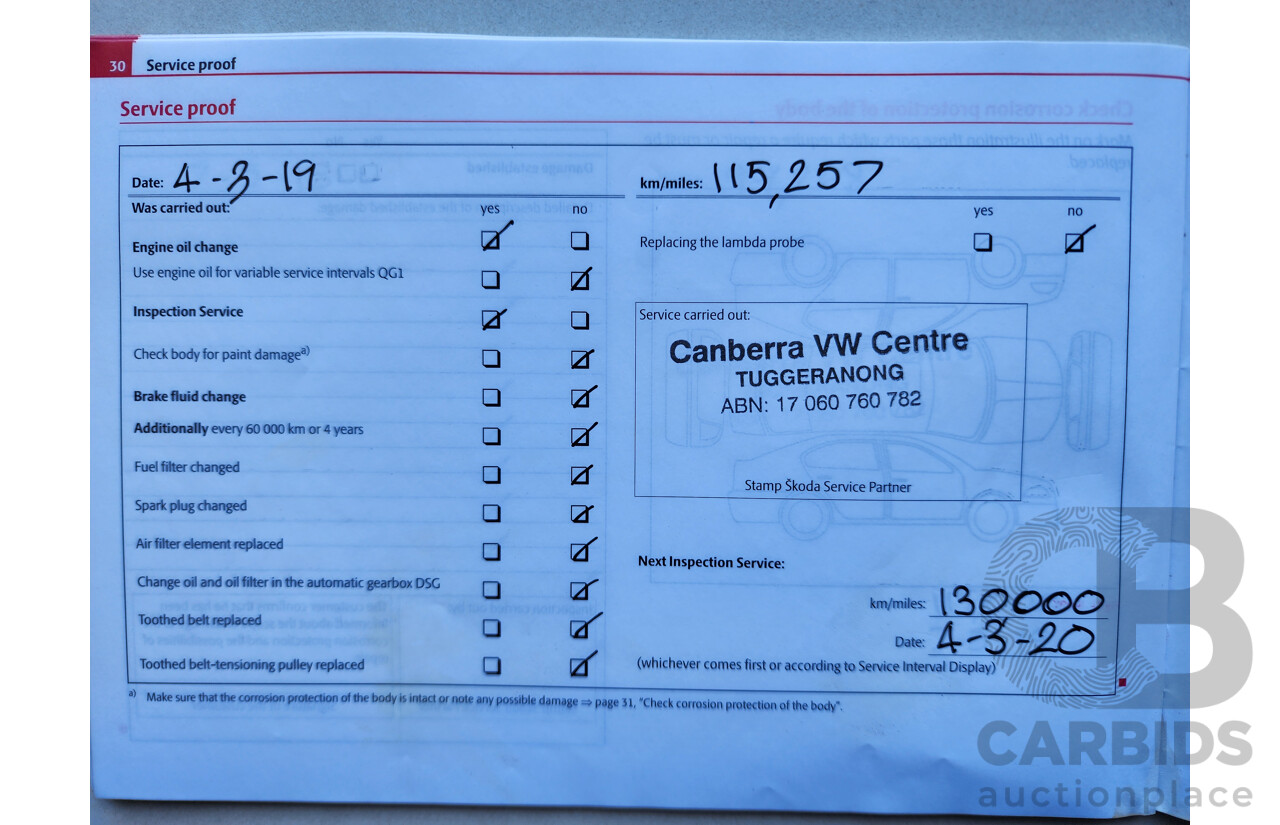 30 Service proof
Service proof
Date: 4-3-19
km/miles: 115,257
Was carried out:
yes no
Engine oil change
Use engine oil for variable service intervals QG1
Inspection Service
Check body for paint damagea)
Brake fluid change
Additionally every 60 000 km or 4 years
Fuel filter changed
Spark plug changed
Air filter element replaced
Change oil and oil filter in the automatic gearbox DSG
Toothed belt replaced
Toothed belt-tensioning pulley replaced
yes no
Replacing the lambda probe
Service carried out:
Canberra VW Centre
TUGGERANONG
ABN: 17 060 760 782
Stamp Škoda Service Partner
Next Inspection Service:
km/miles: 130000
Date: 4-3-20
(whichever comes first or according to Service Interval Display)
a) Make sure that the corrosion protection of the body is intact or note any possible damage ⇒ page 31, "Check corrosion protection of the body".
CARBIDS
auctionplace